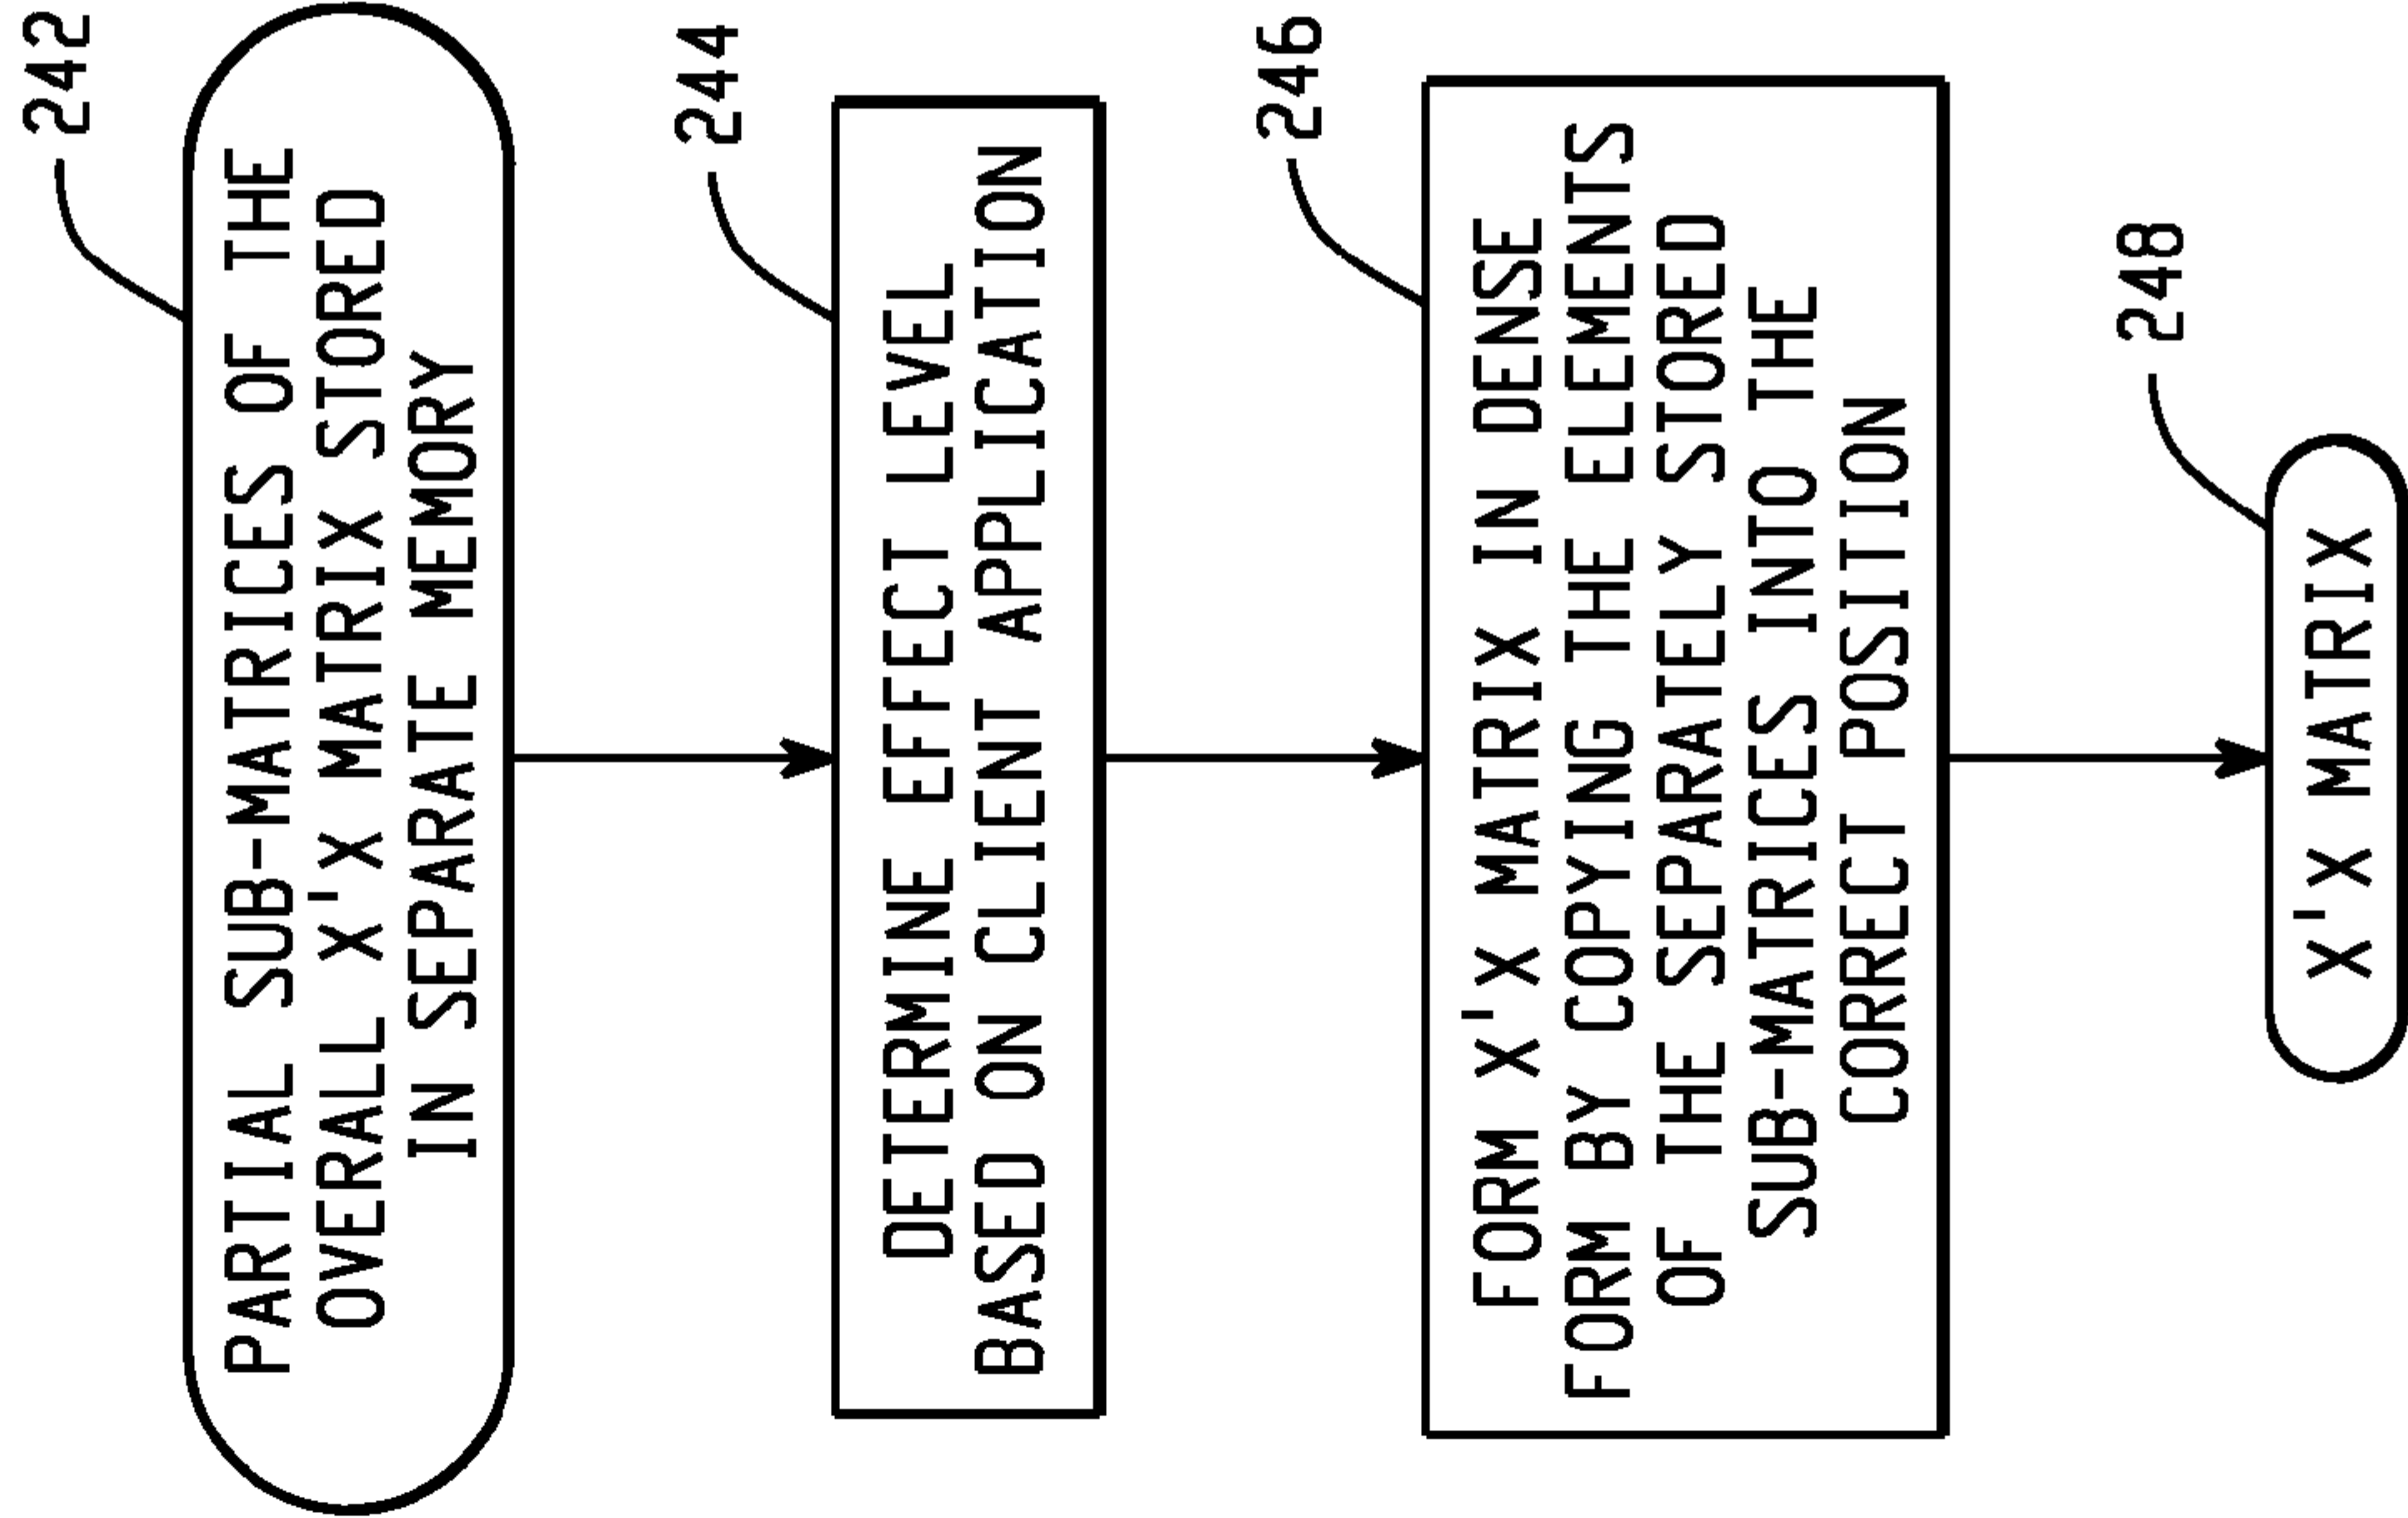 242
PARTIAL SUB-MATRICES OF THE
OVERALL X'X MATRIX STORED
IN SEPARATE MEMORY
244
DETERMINE EFFECT LEVEL
BASED ON CLIENT APPLICATION
246
FORM X'X MATRIX IN DENSE
FORM BY COPYING THE ELEMENTS
OF THE SEPARATELY STORED
SUB-MATRICES INTO THE
CORRECT POSITION
248
X'X MATRIX